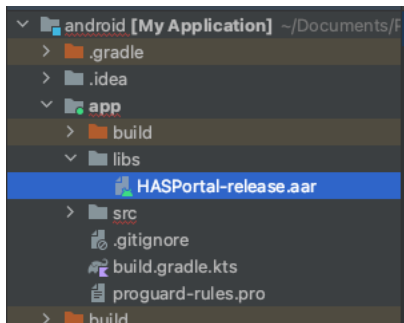 android [My Application] ~/Documents/
.gradle
.idea
app
build
libs
HASPortal-release.aar
src
.gitignore
build.gradle.kts
proguard-rules.pro
build